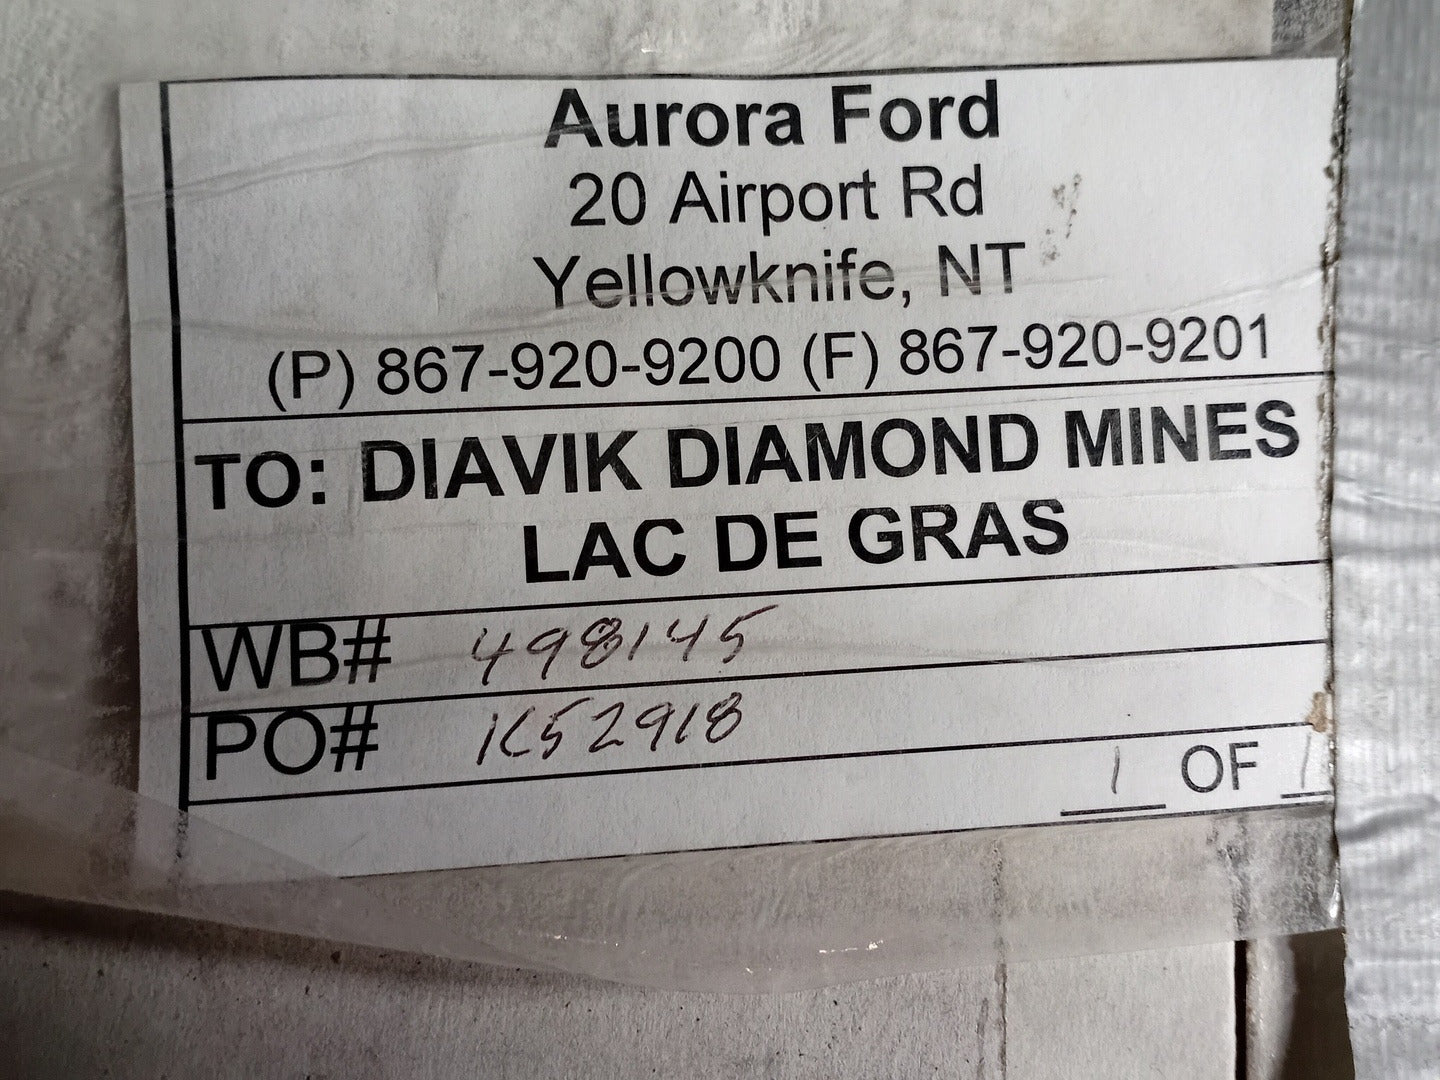 Aurora Ford
20 Airport Rd
Yellowknife, NT
(P) 867-920-9200 (F) 867-920-9201
TO: DIAVIK DIAMOND MINES
LAC DE GRAS
WB# 498145
PO# K52918
1 OF 1